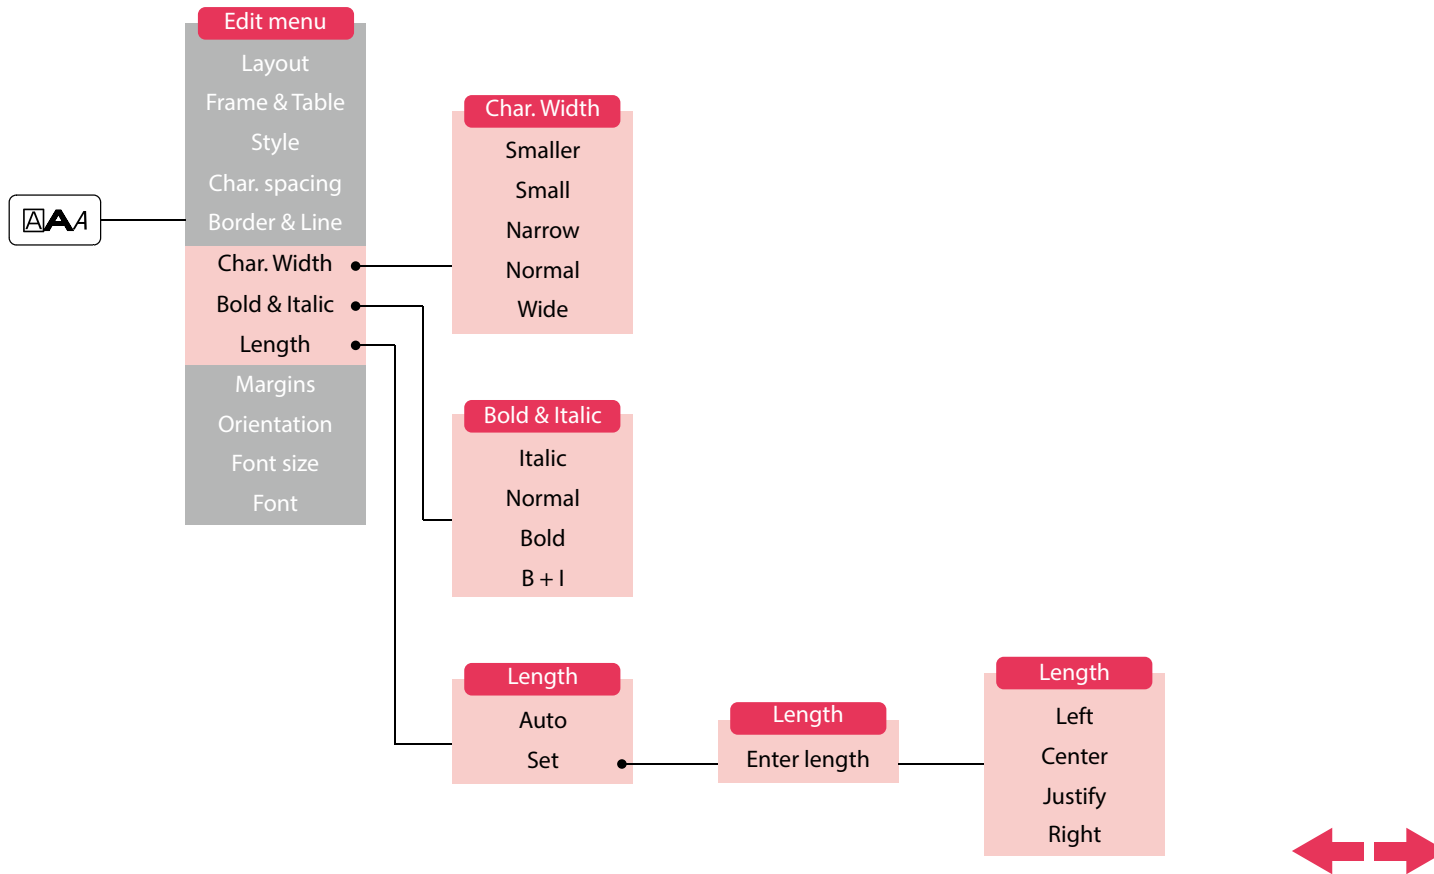 AAA
Edit menu
Layout
Frame & Table
Style
Char. spacing
Border & Line
Char. Width
Bold & Italic
Length
Margins
Orientation
Font size
Font
Char. Width
Smaller
Small
Narrow
Normal
Wide
Bold & Italic
Italic
Normal
Bold
B + I
Length
Auto
Set
Length
Enter length
Length
Left
Center
Justify
Right